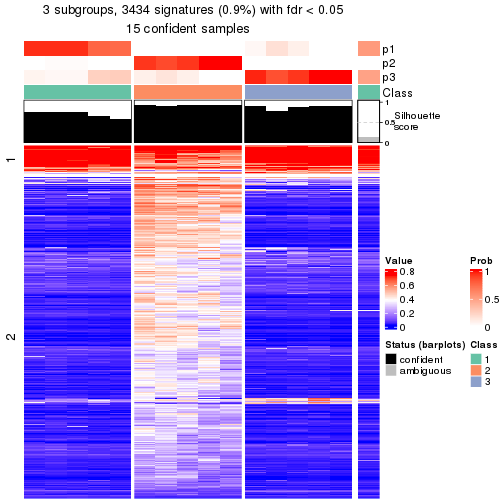 3 subgroups, 3434 signatures (0.9%) with fdr < 0.05
15 confident samples
p1
p2
p3
Class
1
0.5
0
Silhouette
score
1
2
Value
0.8
0.6
0.4
0.2
0
Prob
1
0.5
0
Status (barplots)
confident
ambiguous
Class
1
2
3